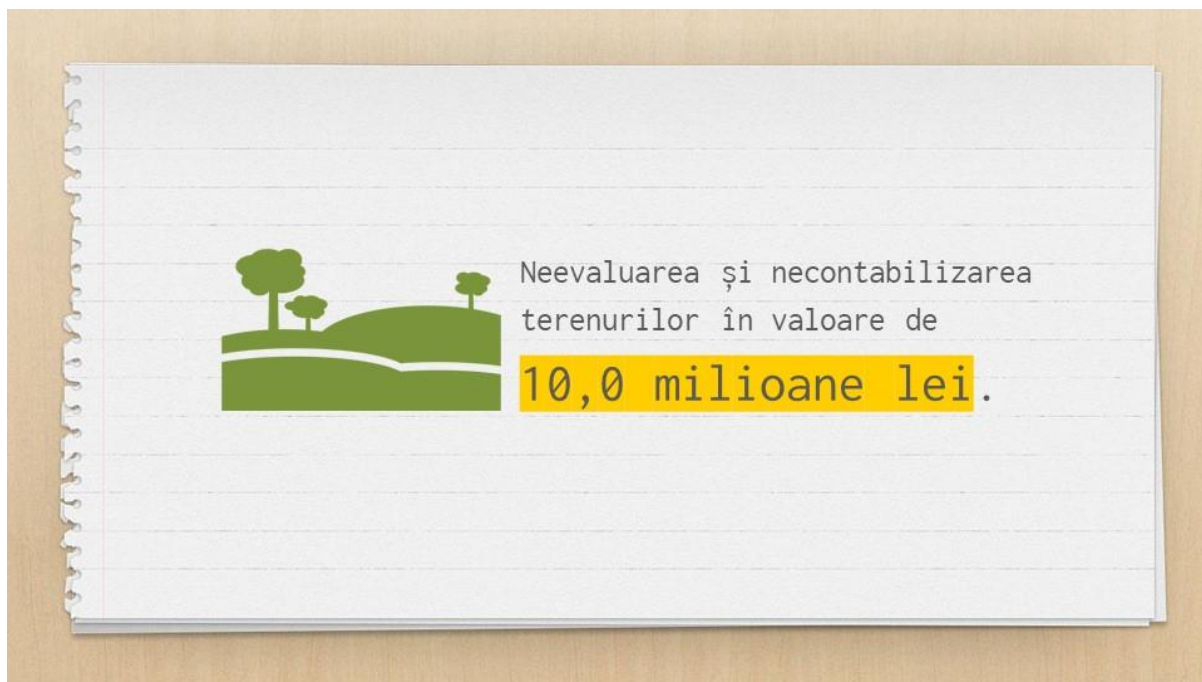 Neevaluarea și necontabilizarea
terenurilor în valoare de
10,0 milioane lei.